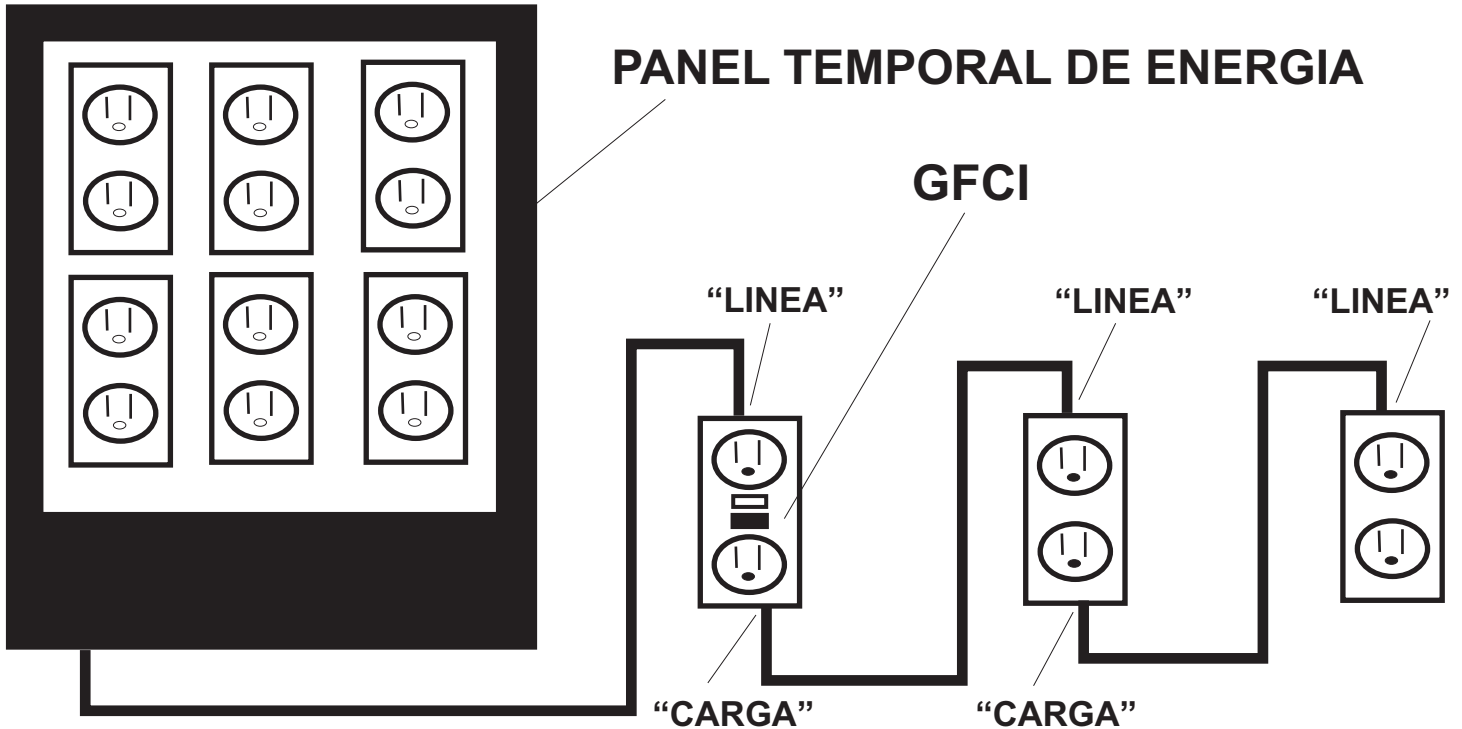 PANEL TEMPORAL DE ENERGIA
GFCI
“LINEA”
“LINEA”
“LINEA”
“CARGA”
“CARGA”